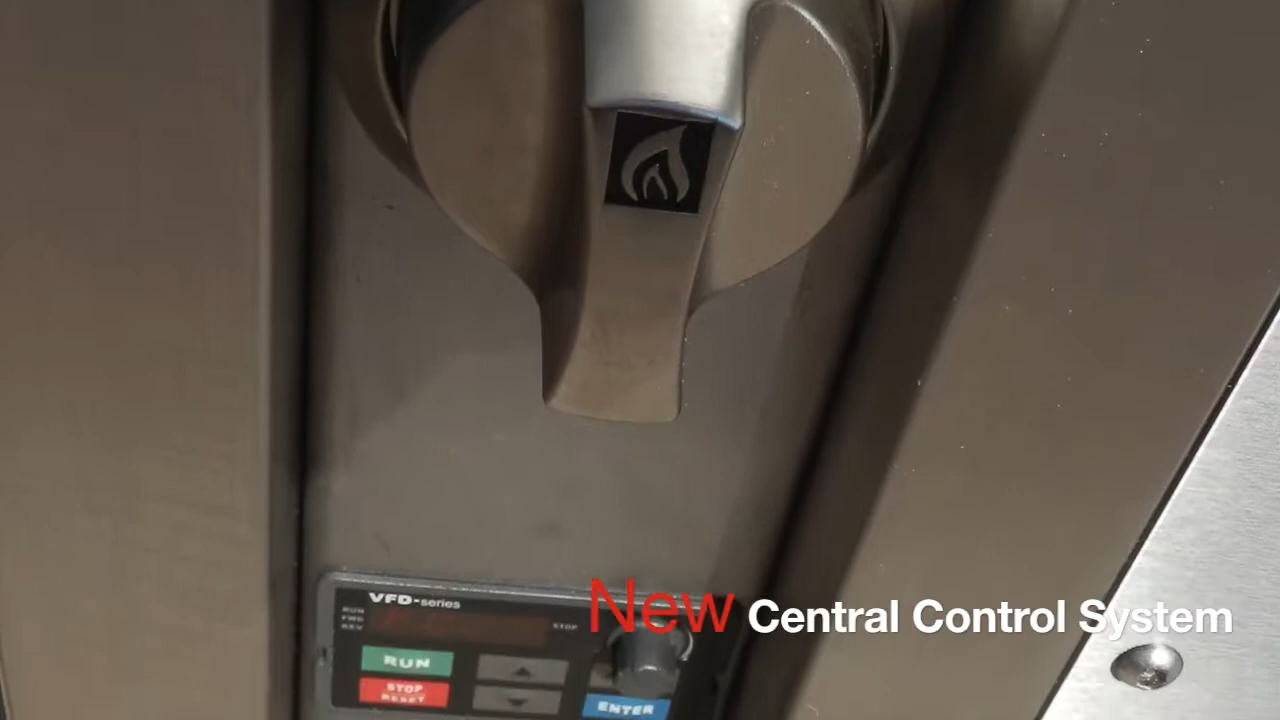 VFD-series
RUN
FWD
REV
STOP
New Central Control System
RUN
STOP
RESET
ENTER